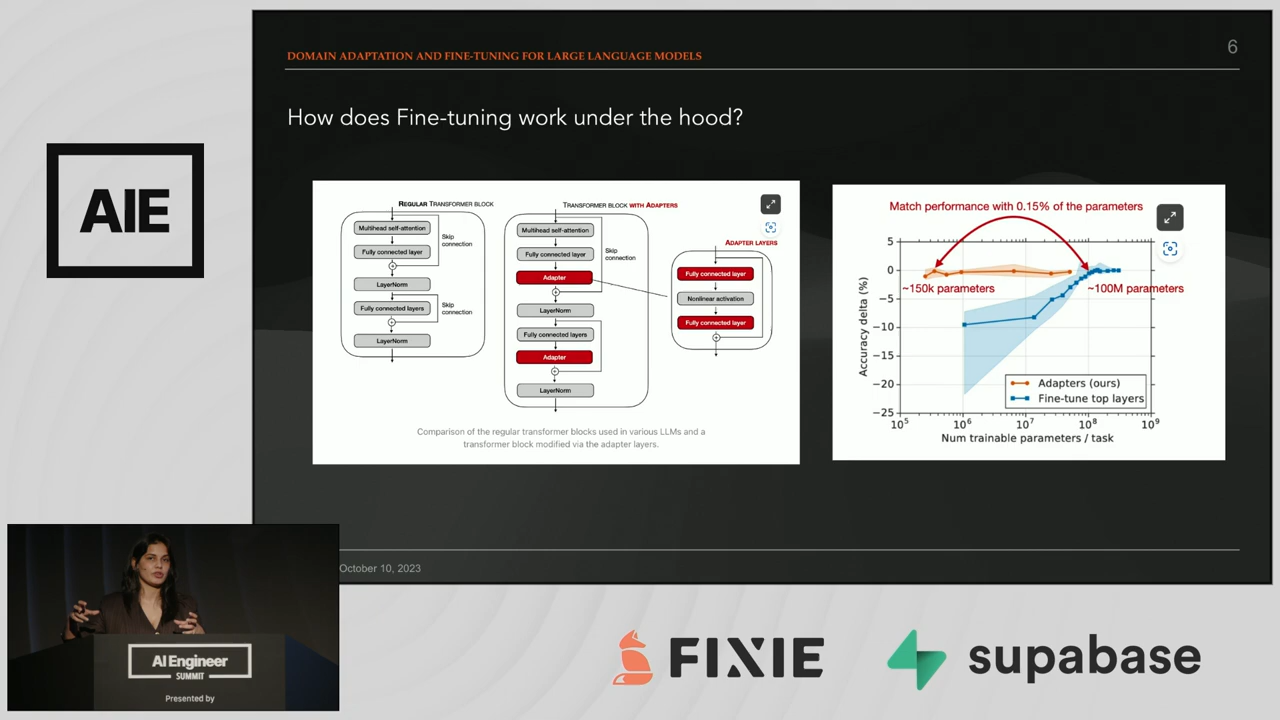 DOMAIN ADAPTATION AND FINE-TUNING FOR LARGE LANGUAGE MODELS
6
How does Fine-tuning work under the hood?
AIE
REGULAR TRANSFORMER BLOCK
Multihead self-attention
Fully connected layer
Skip
connection
LayerNorm
Fully connected layers
Skip
connection
LayerNorm
TRANSFORMER BLOCK WITH ADAPTERS
Multihead self-attention
Fully connected layer
Skip
connection
Adapter
LayerNorm
Fully connected layers
Adapter
LayerNorm
ADAPTER LAYERS
Fully connected layer
Nonlinear activation
Fully connected layer
Comparison of the regular transformer blocks used in various LLMs and a
transformer block modified via the adapter layers.
Match performance with 0.15% of the parameters
5
0
−5
−10
−15
−20
−25
~150k parameters
~100M parameters
Accuracy delta (%)
Adapters (ours)
Fine-tune top layers
10⁵ 10⁶ 10⁷ 10⁸ 10⁹
Num trainable parameters / task
October 10, 2023
AI Engineer
SUMMIT
Presented by
FIXIE
supabase